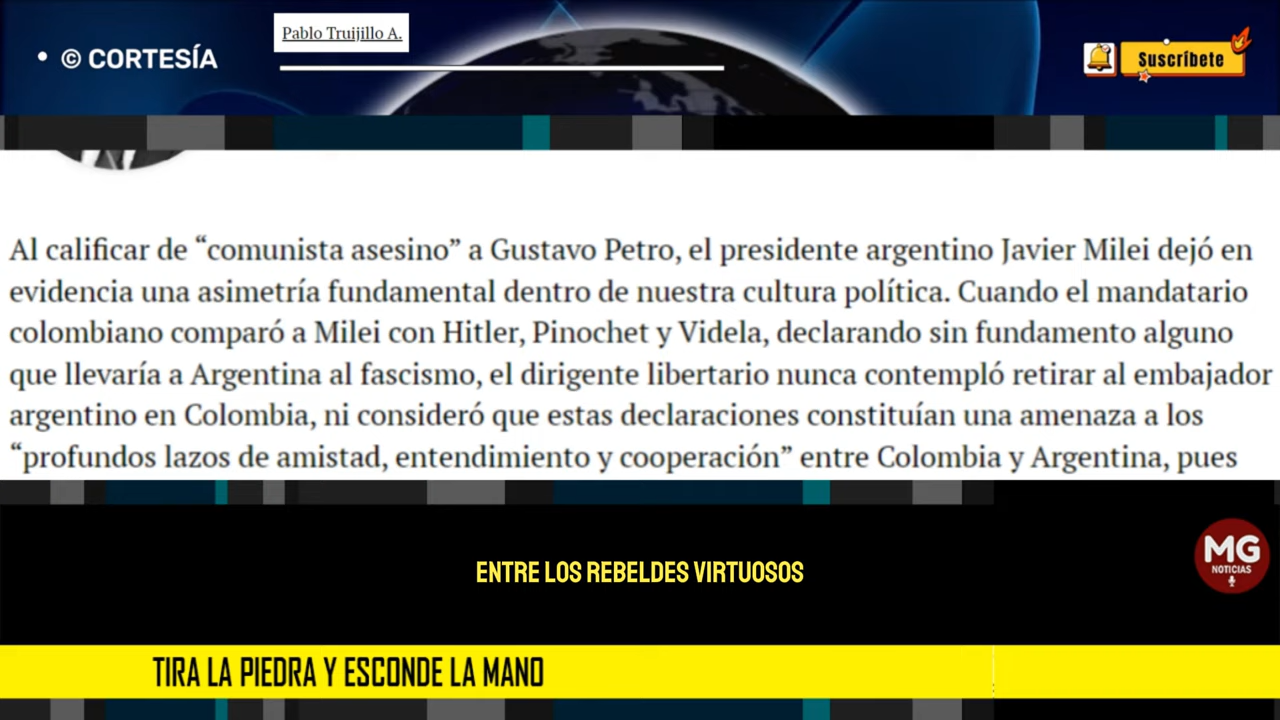 Pablo Truijillo A.
• © CORTESÍA
Suscríbete
Al calificar de “comunista asesino” a Gustavo Petro, el presidente argentino Javier Milei dejó en
evidencia una asimetría fundamental dentro de nuestra cultura política. Cuando el mandatario
colombiano comparó a Milei con Hitler, Pinochet y Videla, declarando sin fundamento alguno
que llevaría a Argentina al fascismo, el dirigente libertario nunca contempló retirar al embajador
argentino en Colombia, ni consideró que estas declaraciones constituían una amenaza a los
“profundos lazos de amistad, entendimiento y cooperación” entre Colombia y Argentina, pues
MG
NOTICIAS
ENTRE LOS REBELDES VIRTUOSOS
TIRA LA PIEDRA Y ESCONDE LA MANO